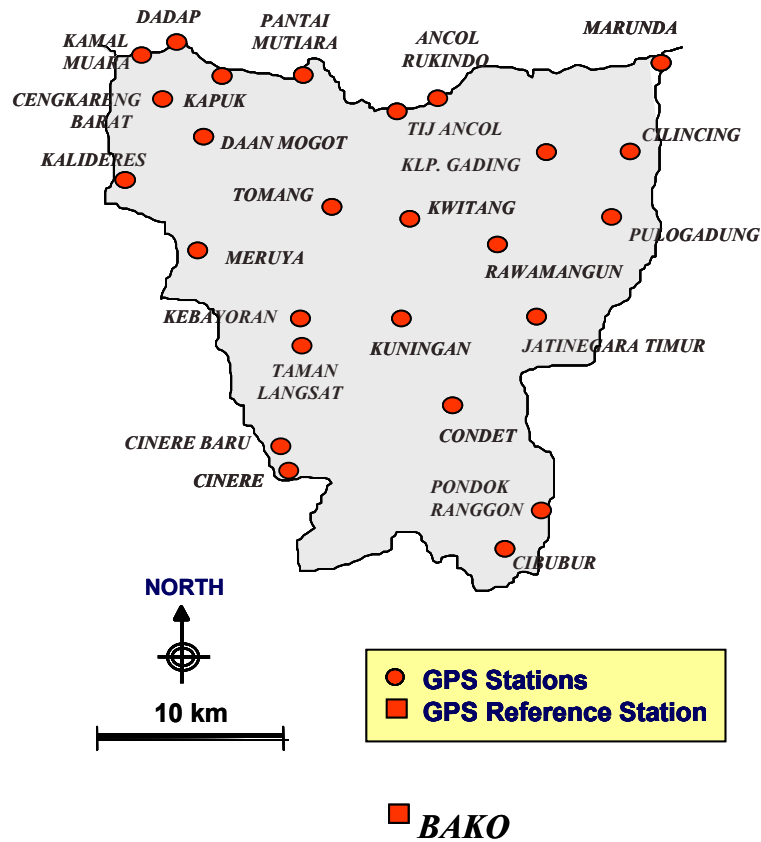 DADAP
PANTAI
MUTIARA
MARUNDA
KAMAL
MUARA
ANCOL
RUKINDO
CENGKARENG
BARAT
KAPUK
TIJ ANCOL
DAAN MOGOT
CILINCING
KALIDERES
KLP. GADING
TOMANG
KWITANG
PULOGADUNG
MERUYA
RAWAMANGUN
KEBAYORAN
KUNINGAN
JATINEGARA TIMUR
TAMAN
LANGSAT
CONDET
CINERE BARU
CINERE
PONDOK
RANGGON
CIBUBUR
NORTH
GPS Stations
GPS Reference Station
10 km
BAKO